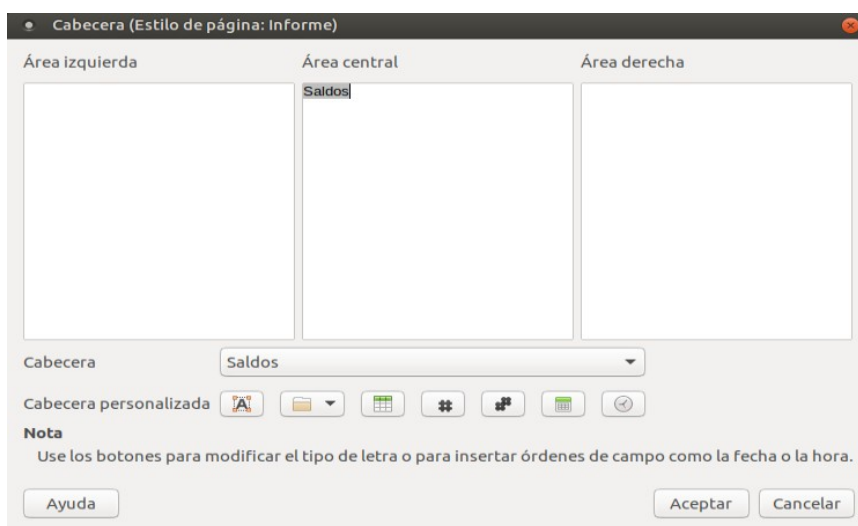 Cabecera (Estilo de página: Informe)
Área izquierda Área central Área derecha
Saldos
Cabecera Saldos
Cabecera personalizada
Nota
Use los botones para modificar el tipo de letra o para insertar órdenes de campo como la fecha o la hora.
Ayuda Aceptar Cancelar